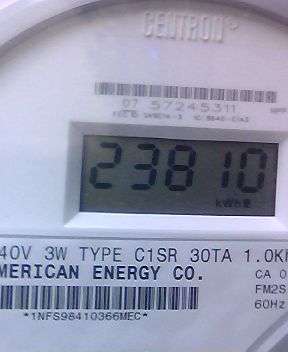 CENTRON®
07 57245311
23810
kWh
40V 3W TYPE C1SR 30TA 1.0K
MERICAN ENERGY CO.
CA 0
FM2S
60Hz
*1NFS98410366MEC*